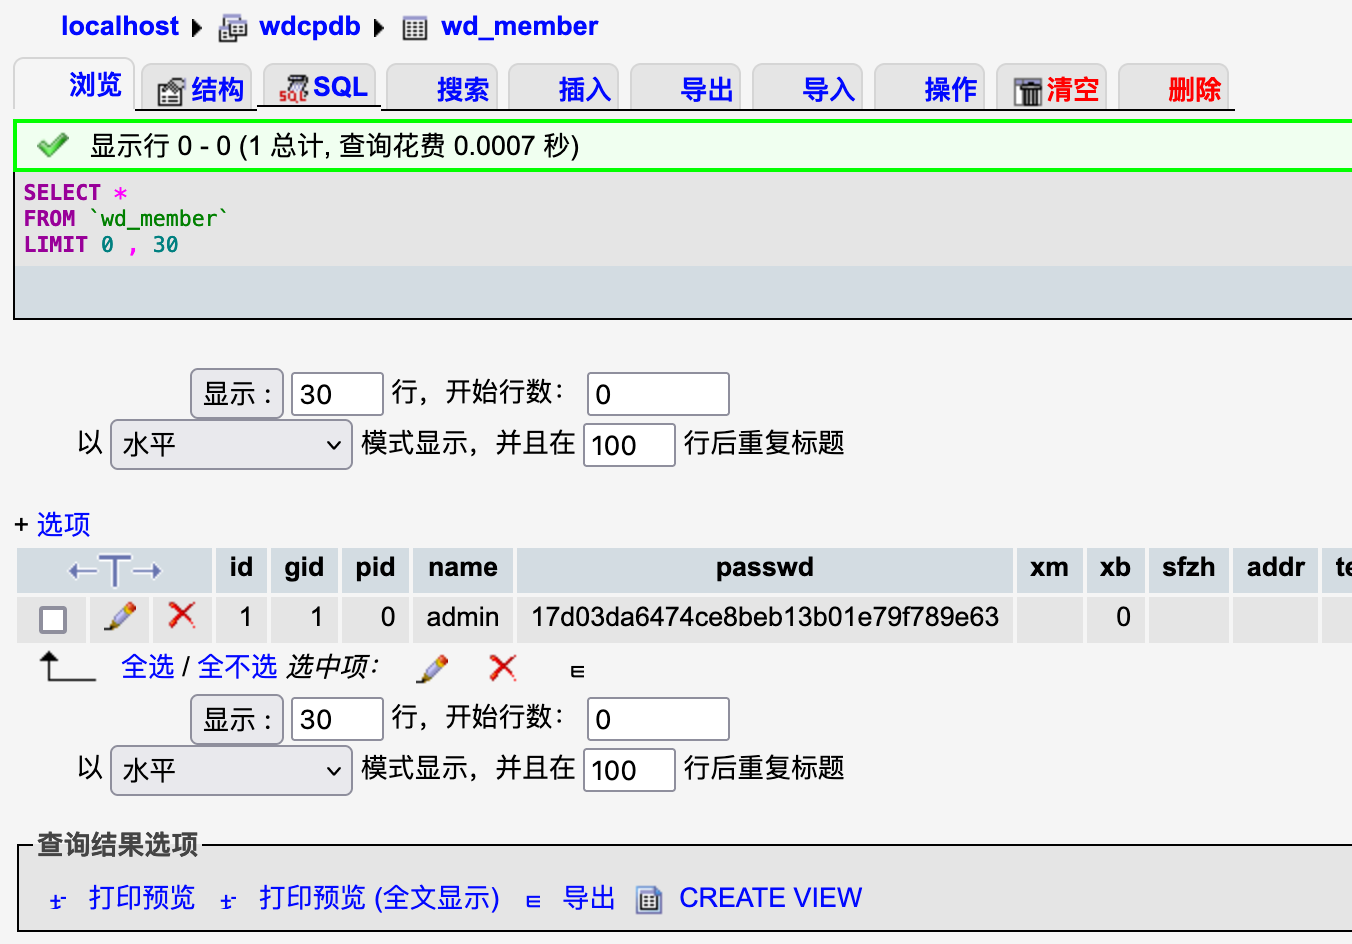 localhost ▸ wdcpdb ▸ wd_member
浏览 结构 SQL 搜索 插入 导出 导入 操作 清空 删除
显示行 0 - 0 (1 总计, 查询花费 0.0007 秒)
SELECT *
FROM `wd_member`
LIMIT 0 , 30
显示： 30 行，开始行数： 0
以 水平 模式显示，并且在 100 行后重复标题
+ 选项
←T→ id gid pid name passwd xm xb sfzh addr te
1 1 0 admin 17d03da6474ce8beb13b01e79f789e63 0
全选 / 全不选 选中项：
显示： 30 行，开始行数： 0
以 水平 模式显示，并且在 100 行后重复标题
查询结果选项
打印预览 打印预览 (全文显示) 导出 CREATE VIEW